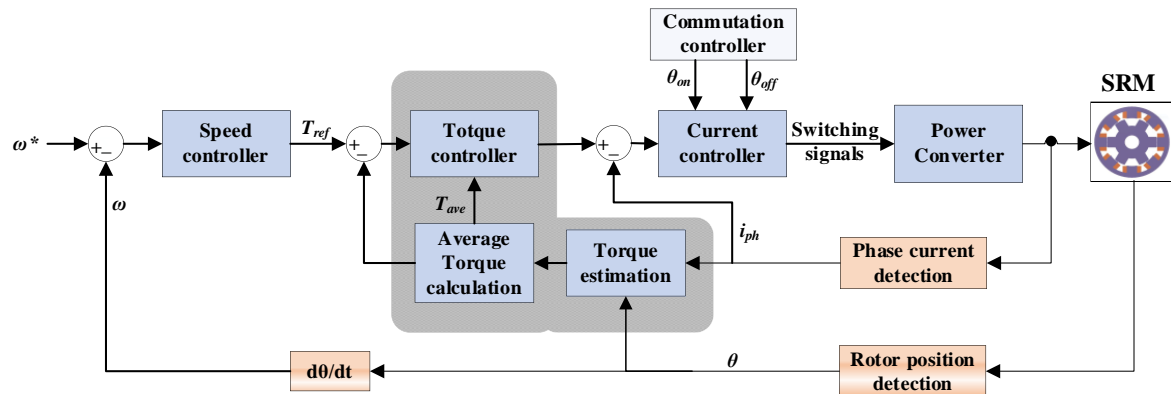 Commutation
controller
θon
θoff
SRM
ω*
+
−
Speed
controller
Tref
+
−
Totque
controller
+
−
Current
controller
Switching
signals
Power
Converter
ω
Tave
iph
Average
Torque
calculation
Torque
estimation
Phase current
detection
dθ/dt
θ
Rotor position
detection